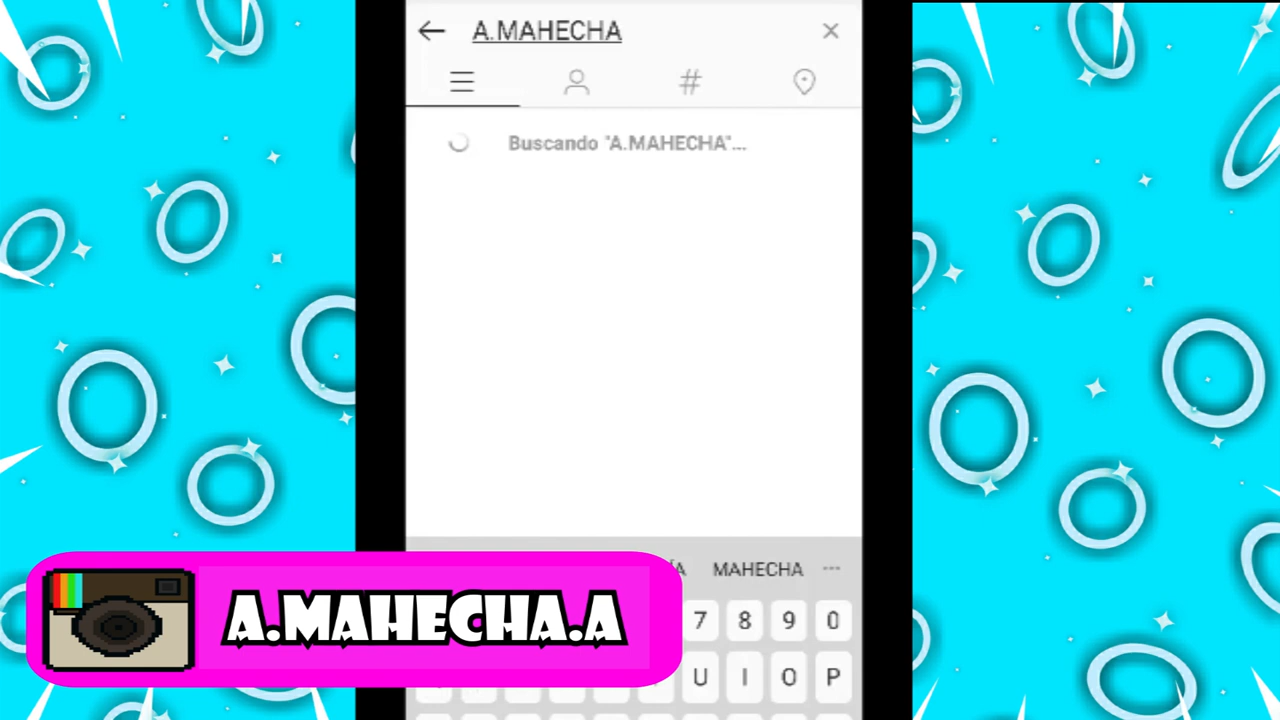 A.MAHECHA
#
Buscando "A.MAHECHA"...
MAHECHA ...
7 8 9 0
U I O P
A.MAHECHA.A